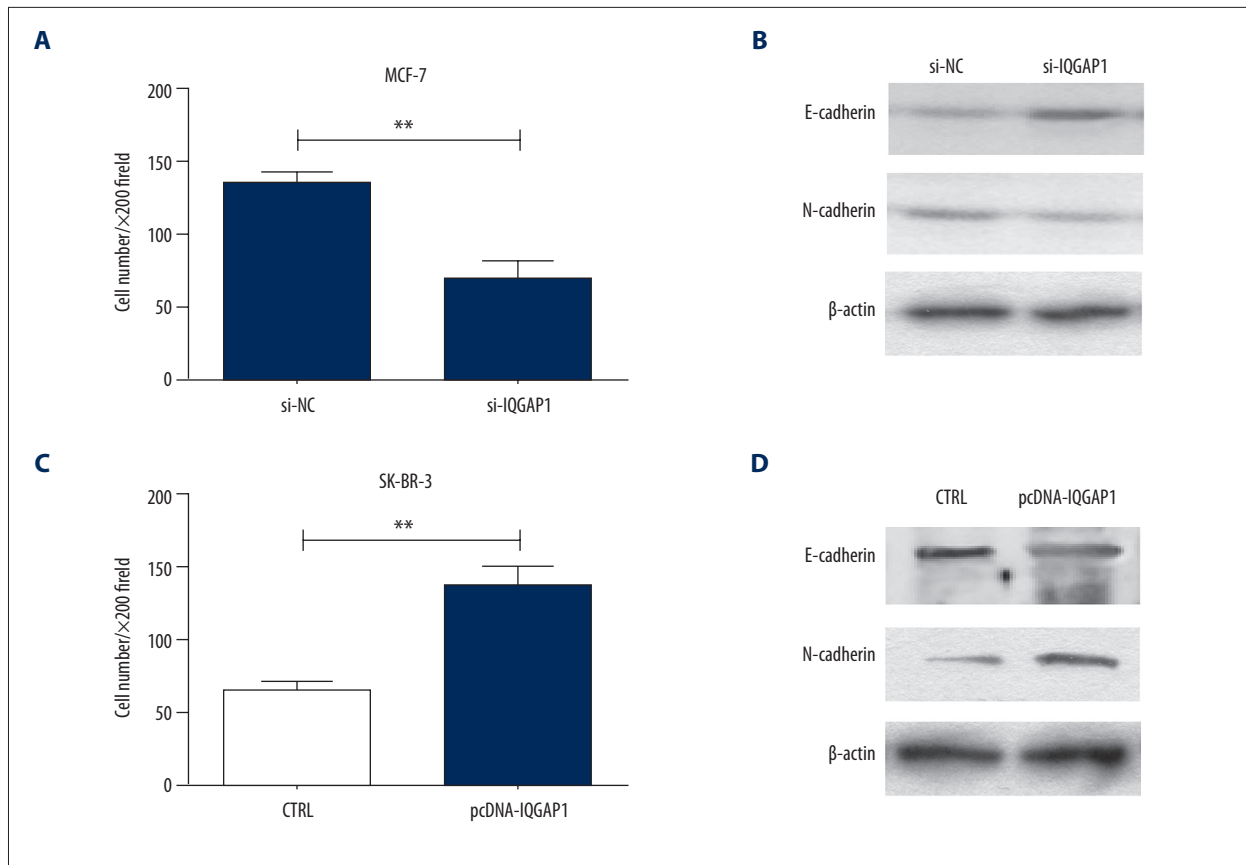 A
MCF-7
200
150
100
50
0
Cell number/×200 fireld
**
si-NC si-IQGAP1
B
si-NC si-IQGAP1
E-cadherin
N-cadherin
β-actin
C
SK-BR-3
200
150
100
50
0
Cell number/×200 fireld
**
CTRL pcDNA-IQGAP1
D
CTRL pcDNA-IQGAP1
E-cadherin
N-cadherin
β-actin